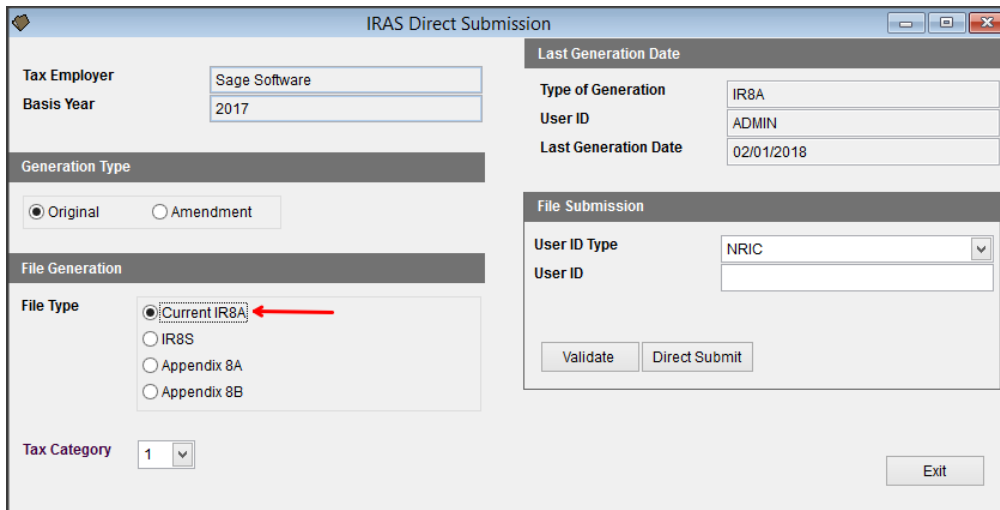 IRAS Direct Submission
Tax Employer
Sage Software
Basis Year
2017
Generation Type
Original
Amendment
File Generation
File Type
Current IR8A
IR8S
Appendix 8A
Appendix 8B
Tax Category
1
Last Generation Date
Type of Generation
IR8A
User ID
ADMIN
Last Generation Date
02/01/2018
File Submission
User ID Type
NRIC
User ID
Validate
Direct Submit
Exit